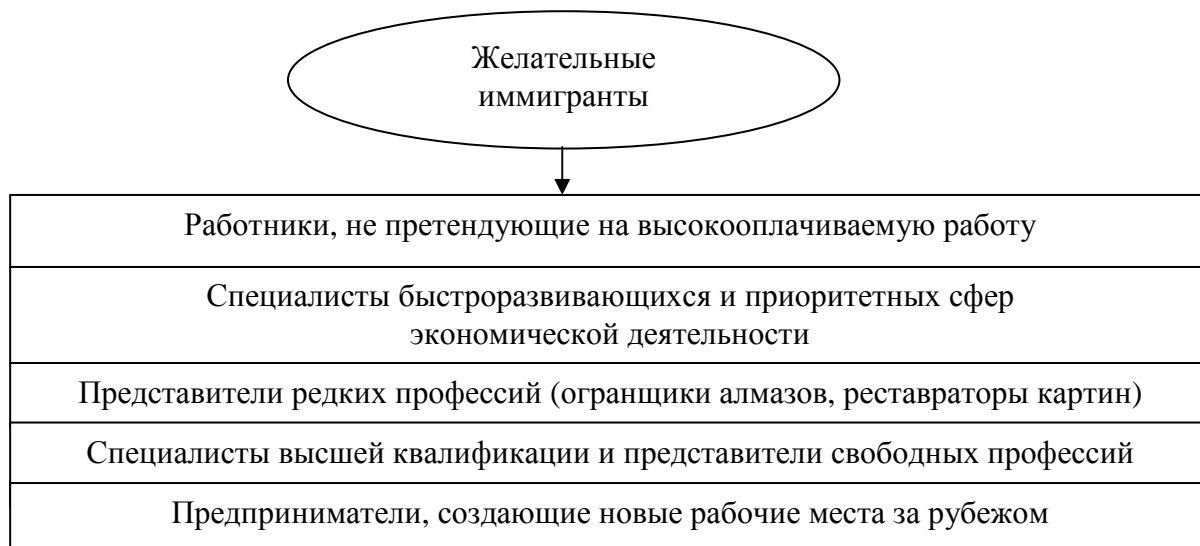 Желательные
иммигранты
Работники, не претендующие на высокооплачиваемую работу
Специалисты быстроразвивающихся и приоритетных сфер
экономической деятельности
Представители редких профессий (огранщики алмазов, реставраторы картин)
Специалисты высшей квалификации и представители свободных профессий
Предприниматели, создающие новые рабочие места за рубежом